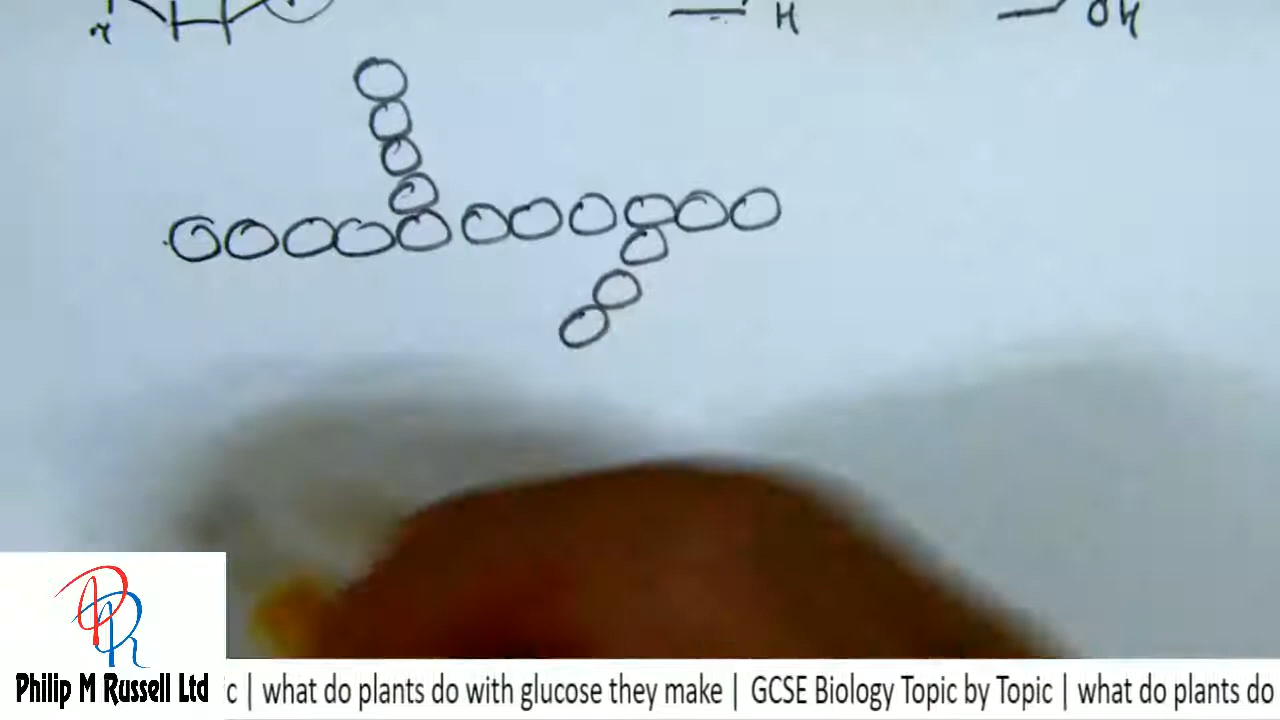 H OH
Philip M Russell Ltd
c | what do plants do with glucose they make | GCSE Biology Topic by Topic | what do plants do